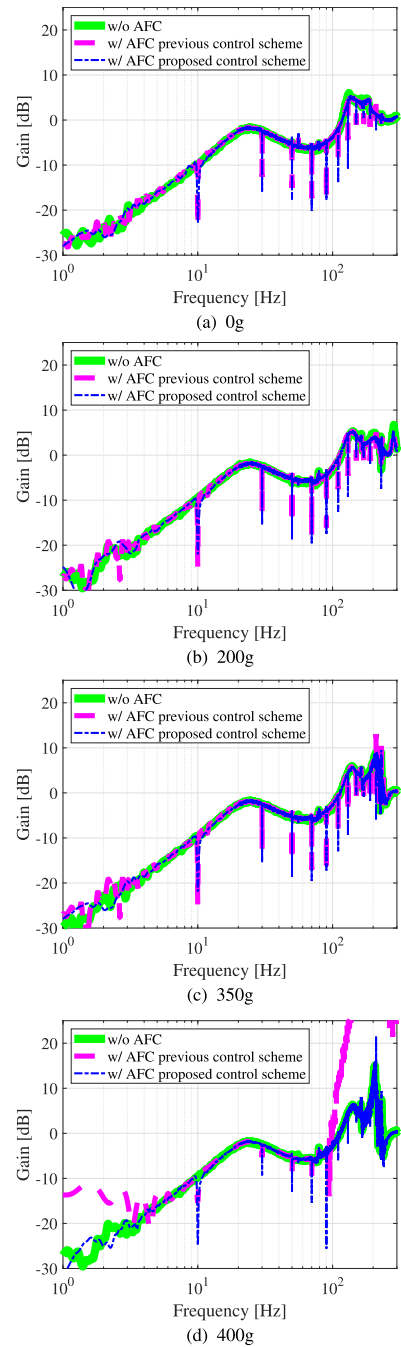 25
20
10
0
-10
-20
-30
Gain [dB]
w/o AFC
w/ AFC previous control scheme
w/ AFC proposed control scheme
10^0
10^1
10^2
Frequency [Hz]
(a) 0g
20
10
0
-10
-20
-30
Gain [dB]
w/o AFC
w/ AFC previous control scheme
w/ AFC proposed control scheme
10^0
10^1
10^2
Frequency [Hz]
(b) 200g
20
10
0
-10
-20
-30
Gain [dB]
w/o AFC
w/ AFC previous control scheme
w/ AFC proposed control scheme
10^0
10^1
10^2
Frequency [Hz]
(c) 350g
20
10
0
-10
-20
-30
Gain [dB]
w/o AFC
w/ AFC previous control scheme
w/ AFC proposed control scheme
10^0
10^1
10^2
Frequency [Hz]
(d) 400g